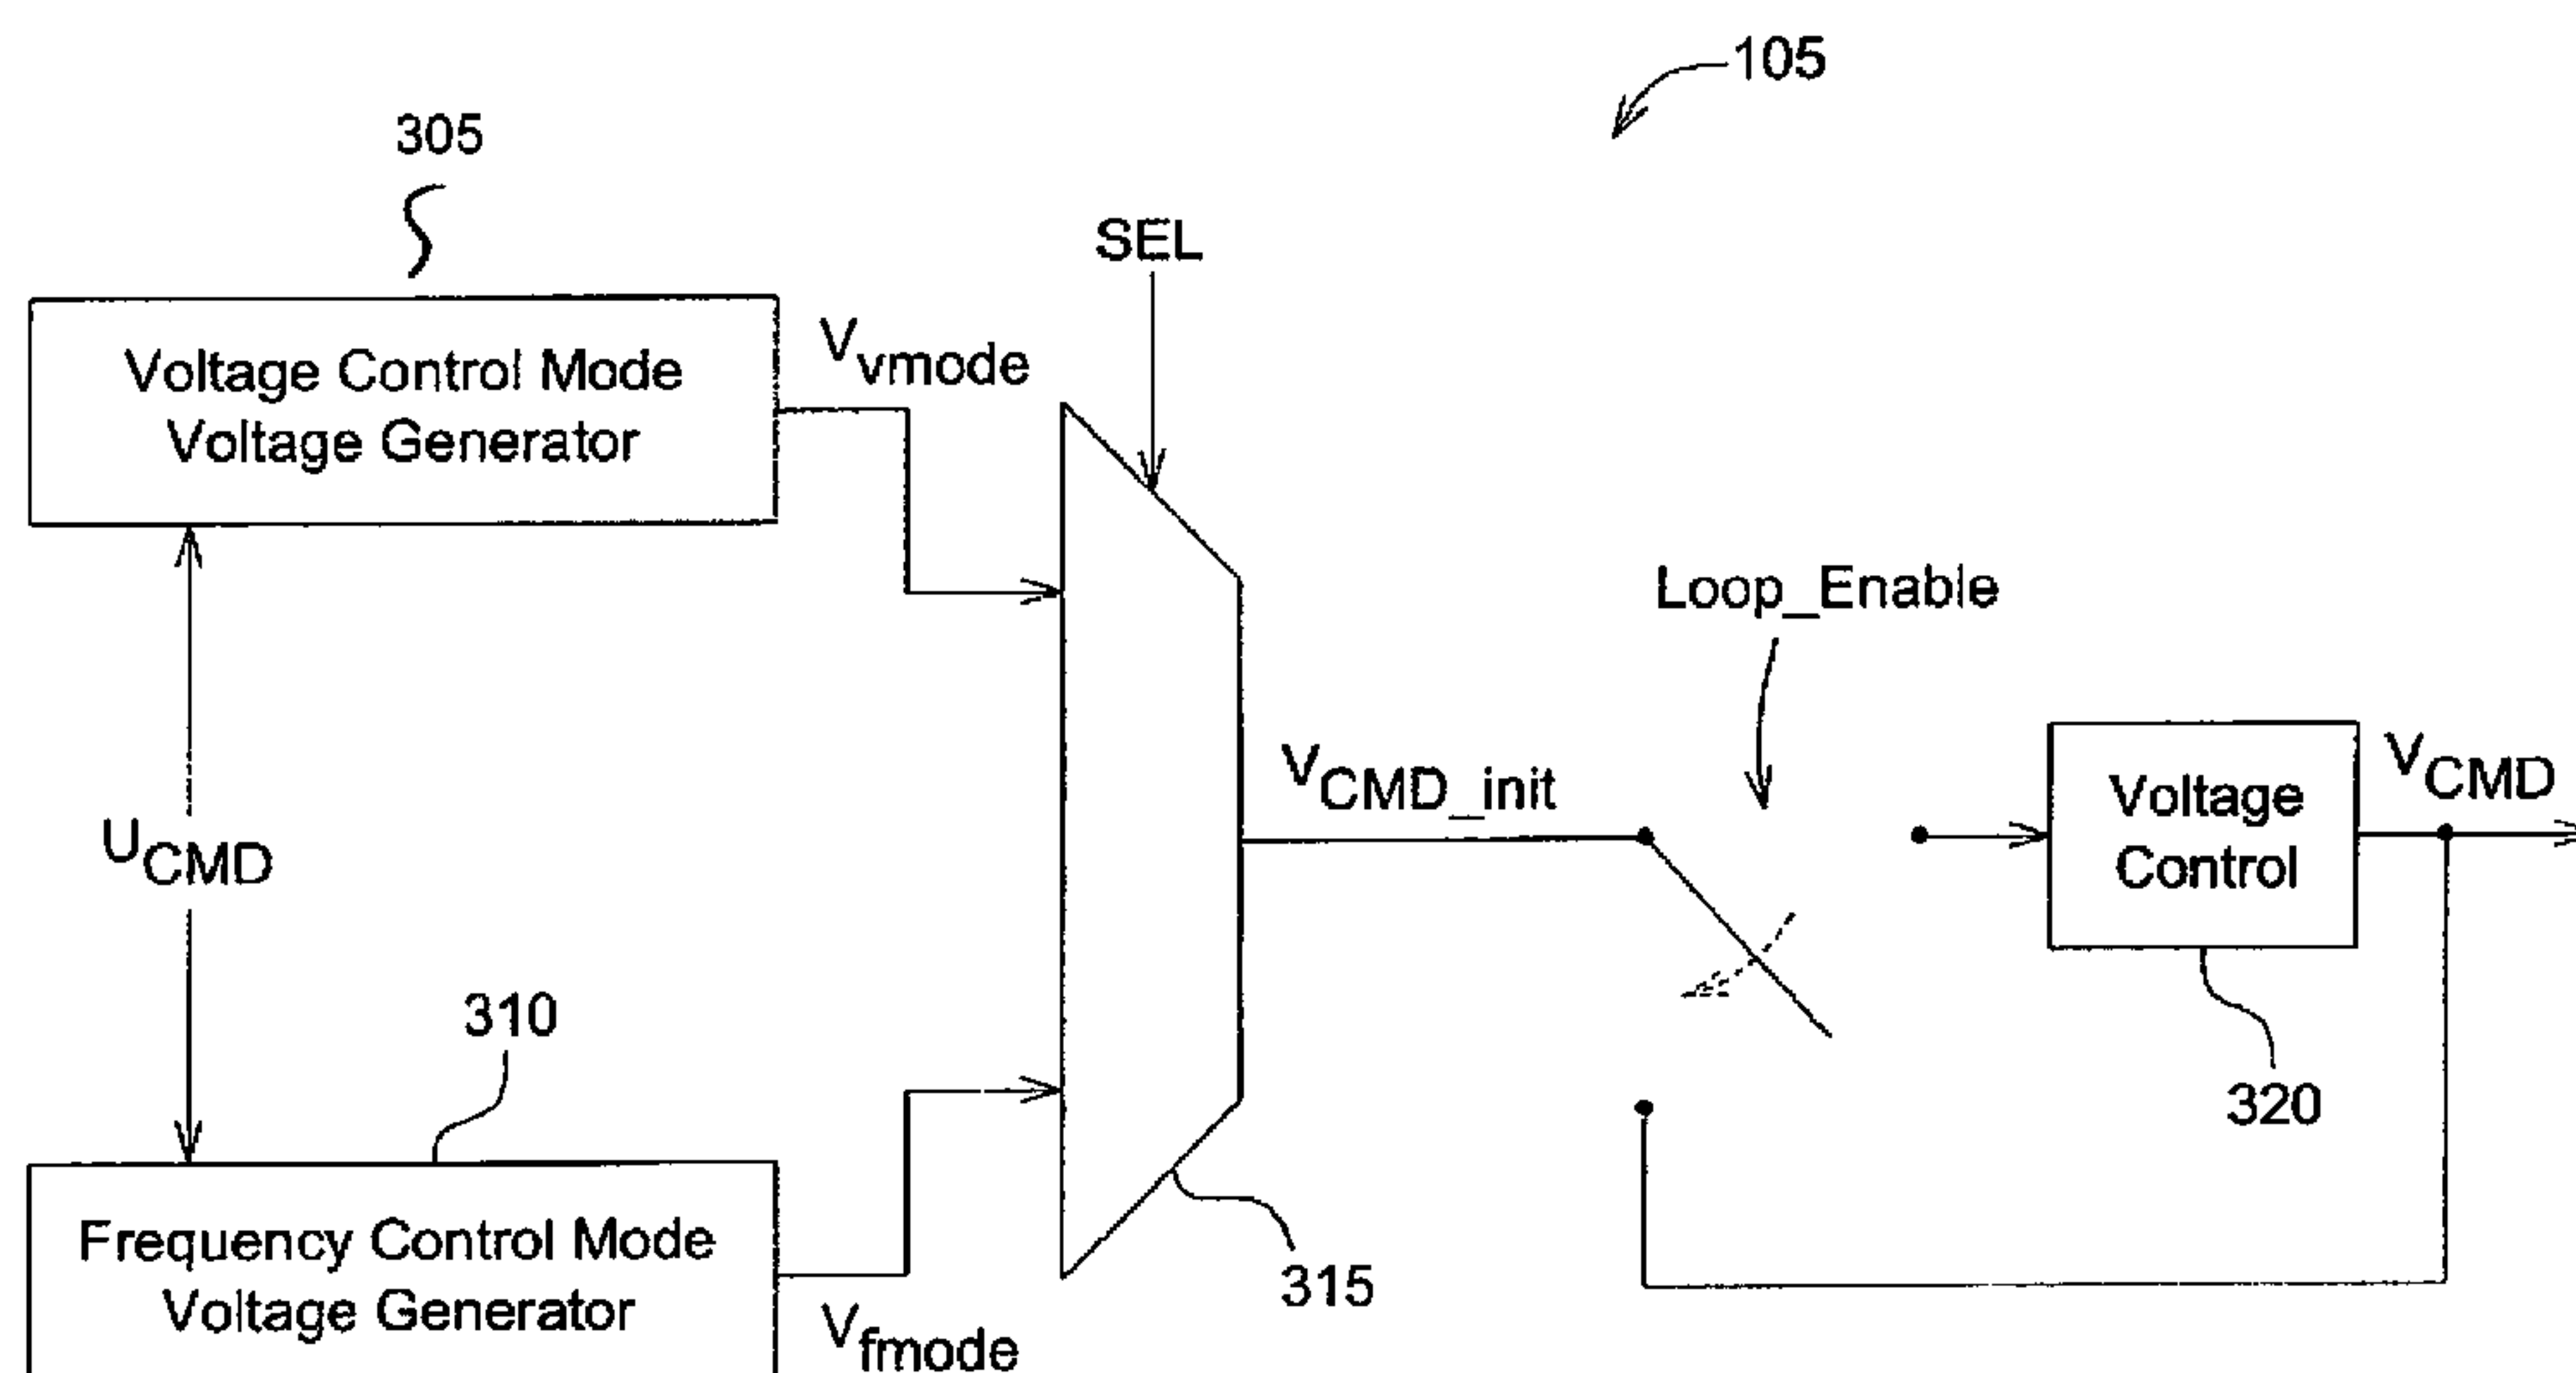 105
305
SEL
Voltage Control Mode
Voltage Generator
Vvmode
Loop_Enable
VCMD_init
Voltage
Control
VCMD
UCMD
310
320
Frequency Control Mode
Voltage Generator
315
Vfmode